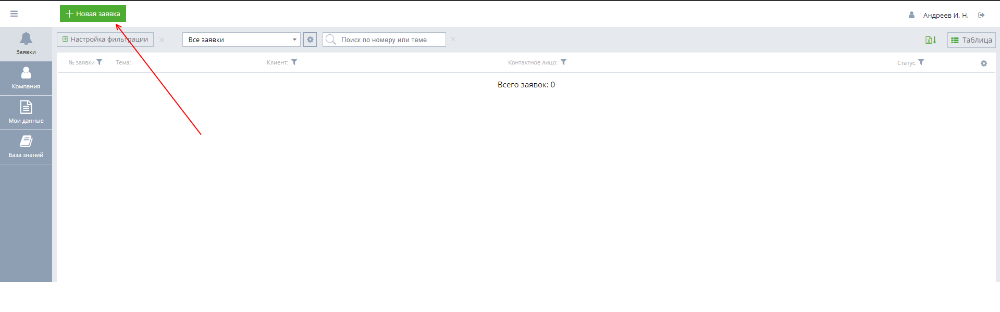 Новая заявка
Андреев И. Н.
Заявки
Компания
Мои данные
База знаний
Настройка фильтрации
Все заявки
Поиск по номеру или теме
Таблица
№ заявки Тема: Клиент: Контактное лицо: Статус:
Всего заявок: 0